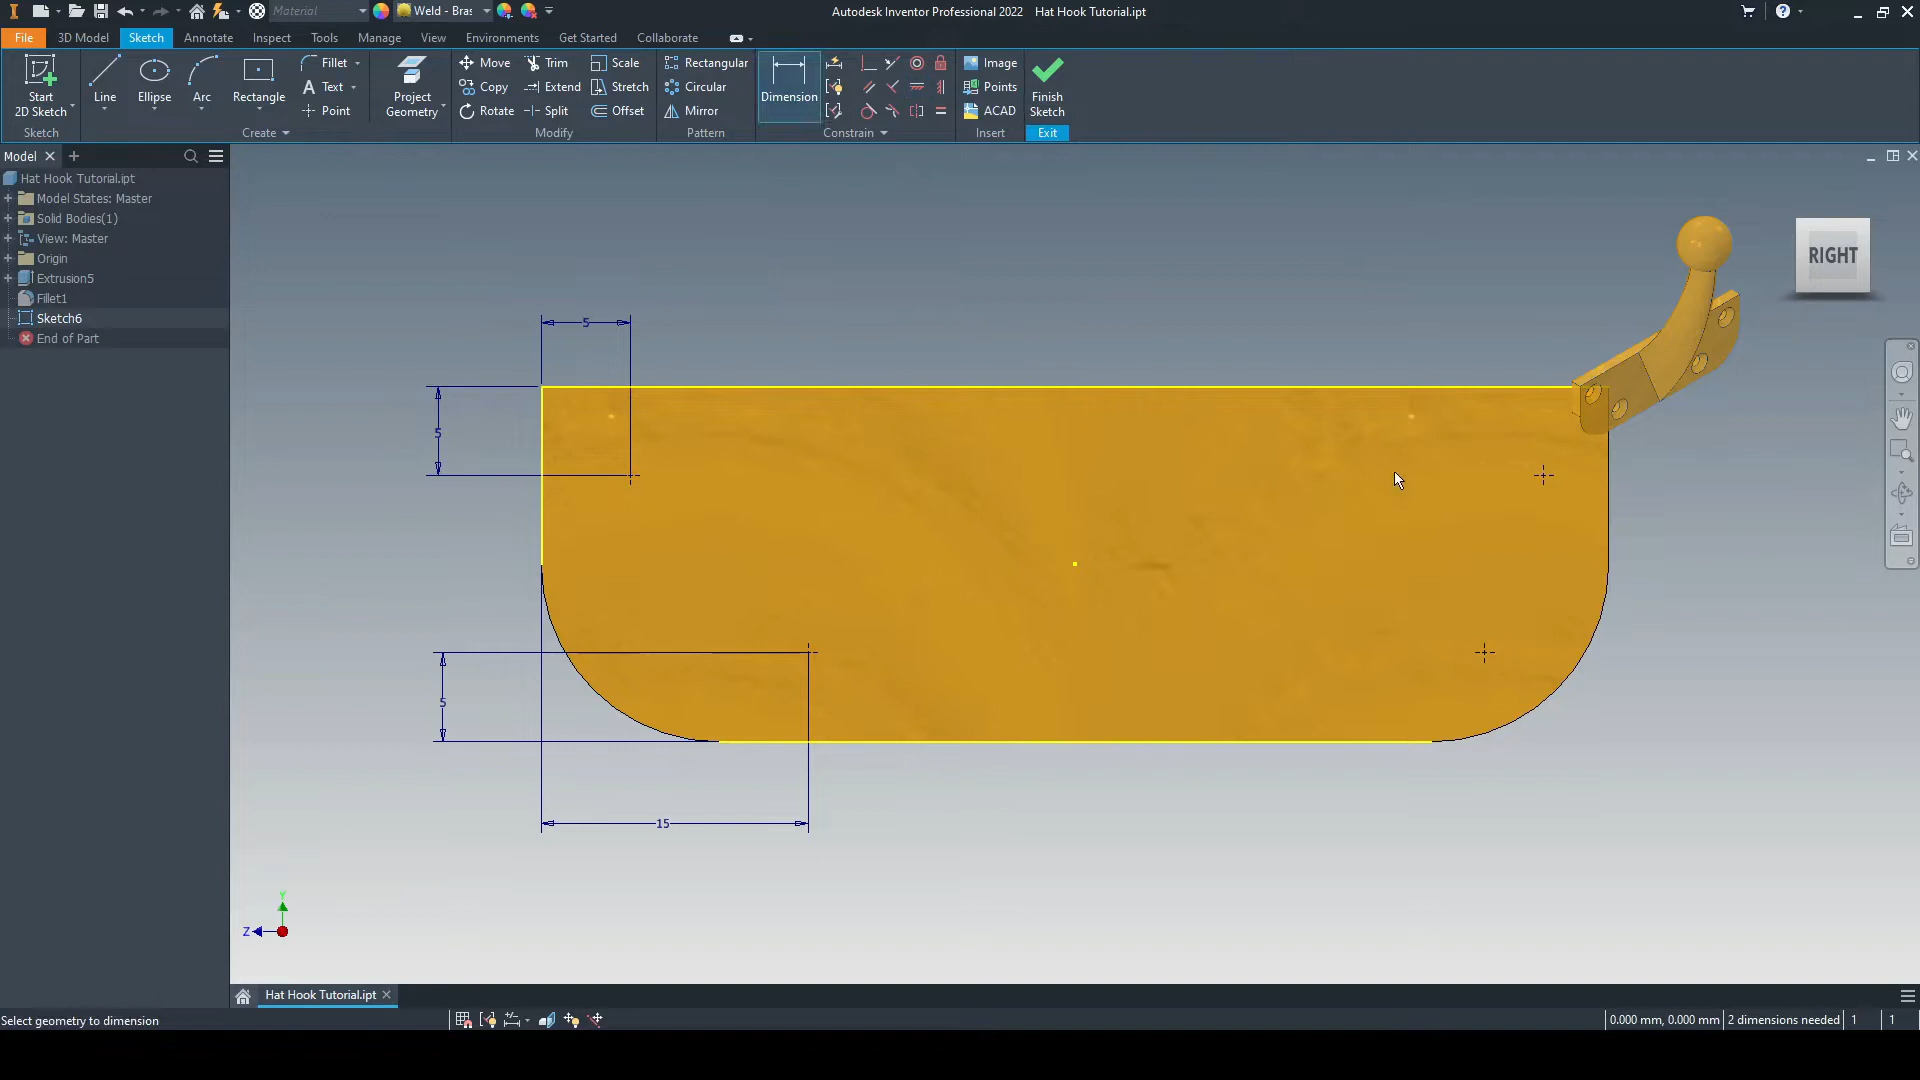 Material
Weld - Bras
Autodesk Inventor Professional 2022 Hat Hook Tutorial.ipt
File 3D Model Sketch Annotate Inspect Tools Manage View Environments Get Started Collaborate
Start
2D Sketch
Line
Ellipse
Arc
Rectangle
Fillet
Text
Point
Project
Geometry
Move
Copy
Rotate
Trim
Extend
Split
Scale
Stretch
Offset
Rectangular
Circular
Mirror
Dimension
Image
Points
ACAD
Finish
Sketch
Sketch Create Modify Pattern Constrain Insert Exit
Model
Hat Hook Tutorial.ipt
Model States: Master
Solid Bodies(1)
View: Master
Origin
Extrusion5
Fillet1
Sketch6
End of Part
RIGHT
5
5
5
15
Y
Z
Hat Hook Tutorial.ipt
Select geometry to dimension
0.000 mm, 0.000 mm 2 dimensions needed 1 1